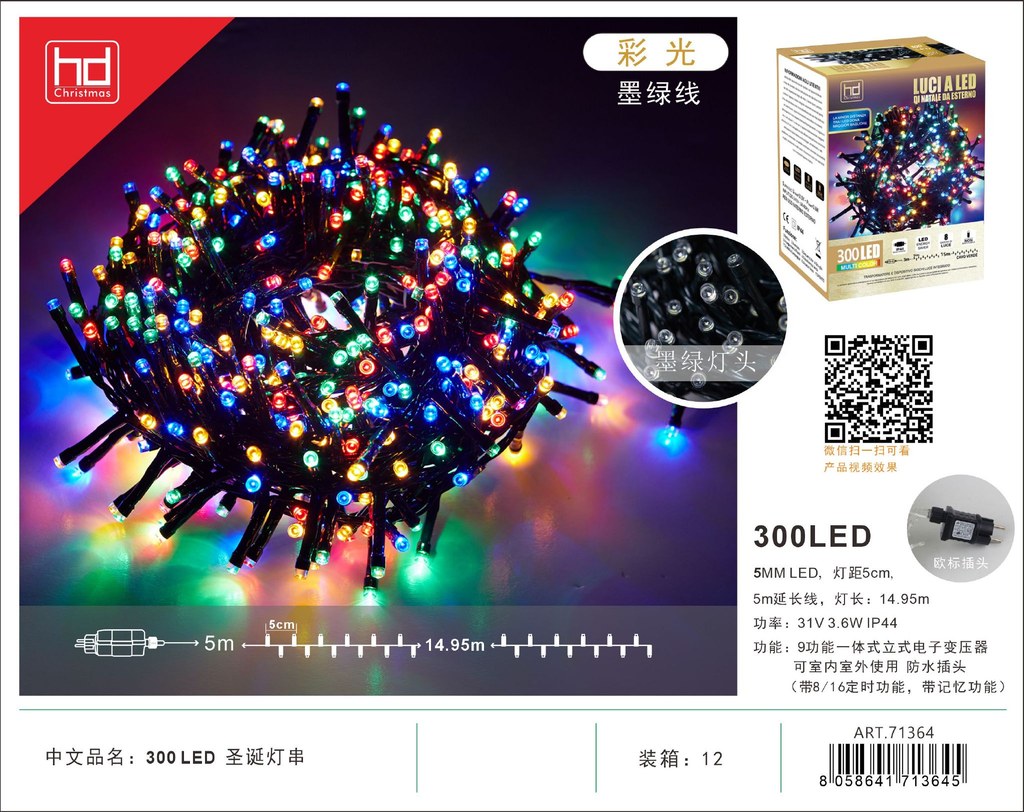 hd
Christmas
彩光
墨绿线
hd
LUCI A LED
DI NATALE DA ESTERNO
300LED
MULTICOLOR
墨绿灯头
微信扫一扫可看
产品视频效果
欧标插头
300LED
5MM LED，灯距5cm,
5m延长线，灯长：14.95m
功率：31V 3.6W IP44
功能：9功能一体式立式电子变压器
可室内室外使用 防水插头
（带8/16定时功能，带记忆功能）
5m
5cm
14.95m
中文品名：300 LED 圣诞灯串
装箱：12
ART.71364
8 058641 713645